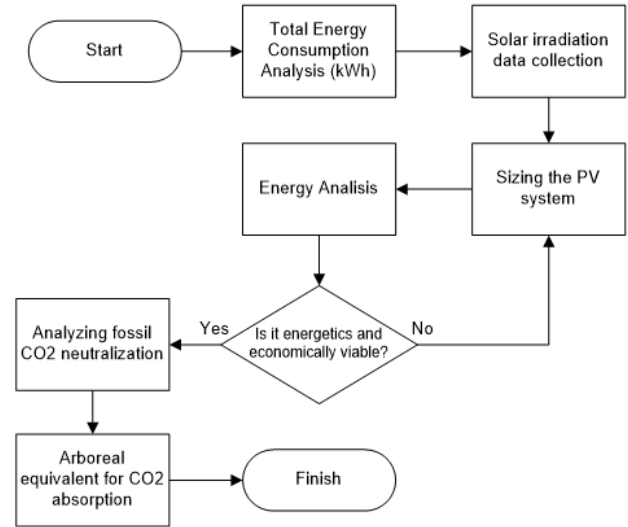 Start
Total Energy
Consumption
Analysis (kWh)
Solar irradiation
data collection
Energy Analisis
Sizing the PV
system
Yes
Is it energetics and
economically viable?
No
Analyzing fossil
CO2 neutralization
Arboreal
equivalent for CO2
absorption
Finish